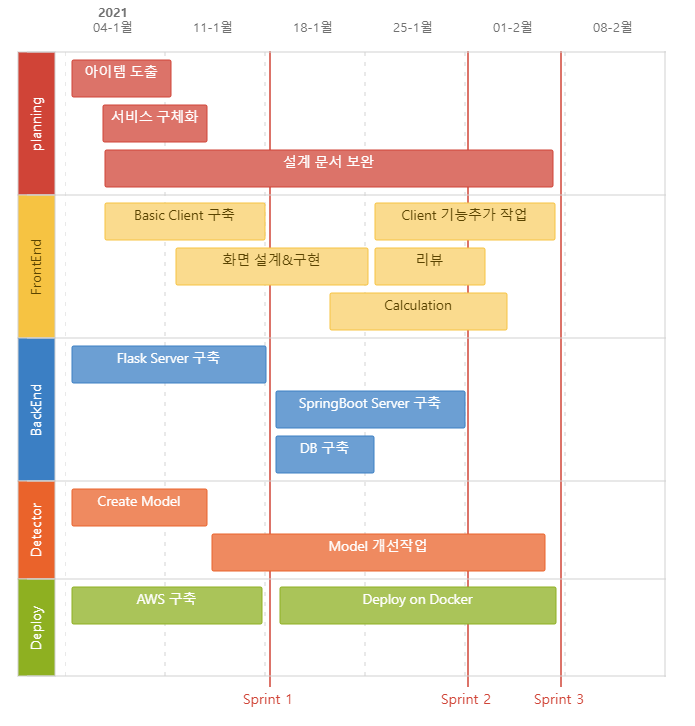 2021
04-1월 11-1월 18-1월 25-1월 01-2월 08-2월
planning
아이템 도출
서비스 구체화
설계 문서 보완
FrontEnd
Basic Client 구축
Client 기능추가 작업
화면 설계&구현
리뷰
Calculation
BackEnd
Flask Server 구축
SpringBoot Server 구축
DB 구축
Detector
Create Model
Model 개선작업
Deploy
AWS 구축
Deploy on Docker
Sprint 1
Sprint 2
Sprint 3